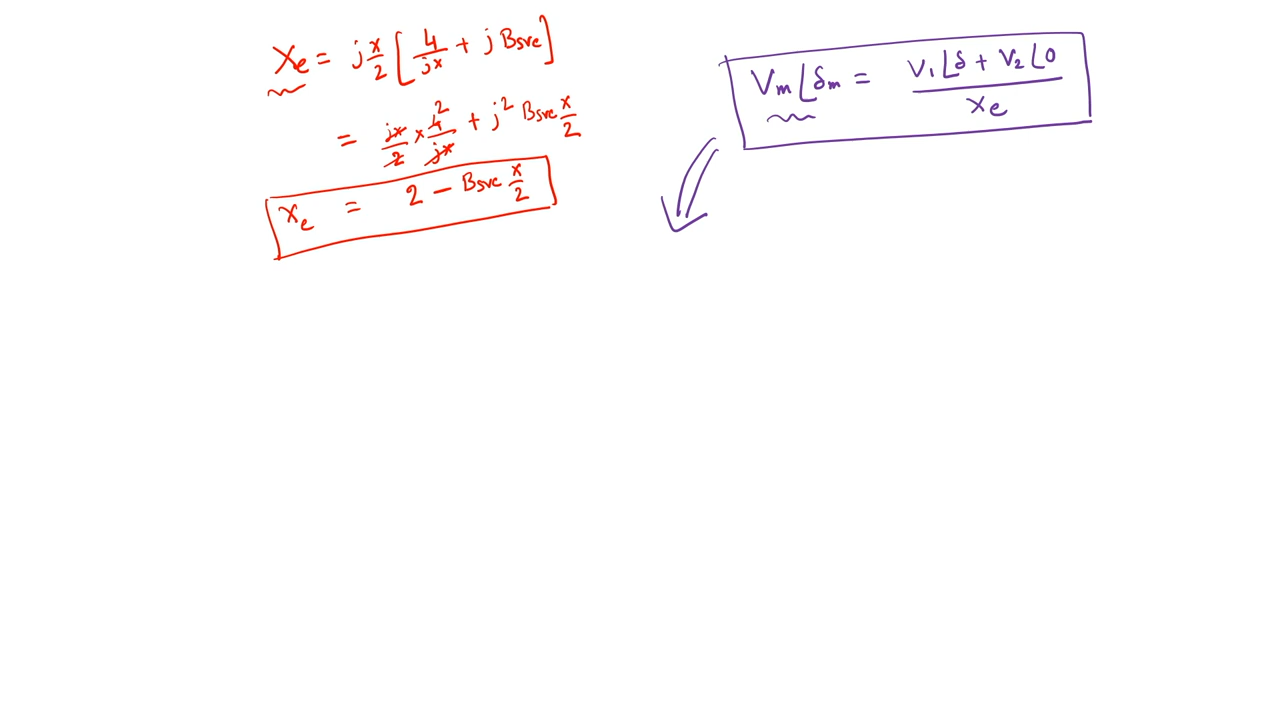 Xe = j x/2 [ 4/jx + j Bsvc ]
= jx/2 × 4/jx 2 + j² Bsvc x/2
xe = 2 − Bsvc x/2
Vm ∠δm = (V₁ ∠δ + V₂ ∠0) / xe